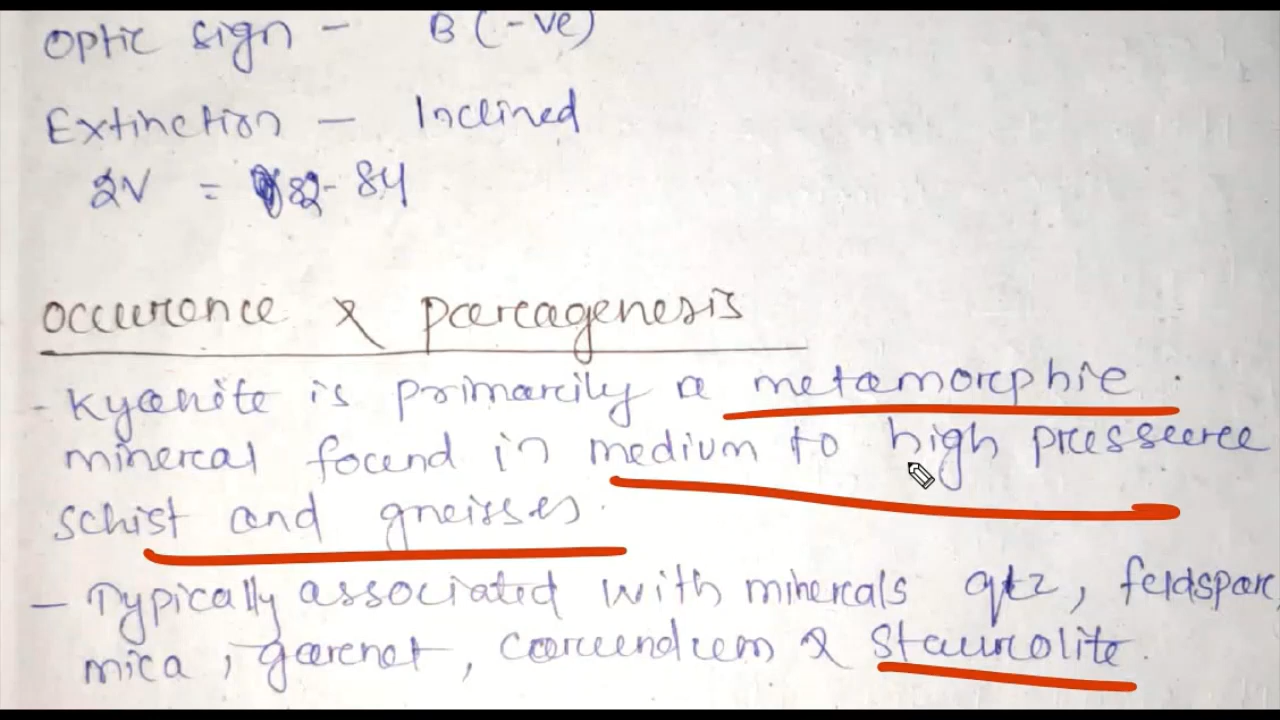 Optic sign - B (-ve)
Extinction - Inclined
2V = 82-84
Occurence & paragenesis
- Kyanite is primarily a metamorphic
mineral found in medium to high pressure
schist and gneisses.
- Typically associated with minerals qtz, feldspar,
mica, garnet, corundum & staurolite.